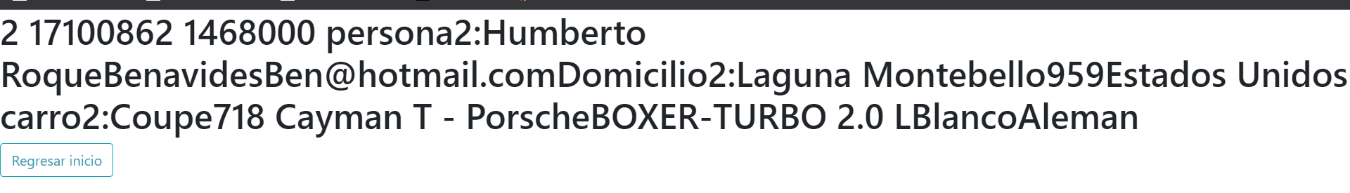 2 17100862 1468000 persona2:Humberto
RoqueBenavidesBen@hotmail.comDomicilio2:Laguna Montebello959Estados Unidos
carro2:Coupe718 Cayman T - PorscheBOXER-TURBO 2.0 LBlancoAleman
Regresar inicio